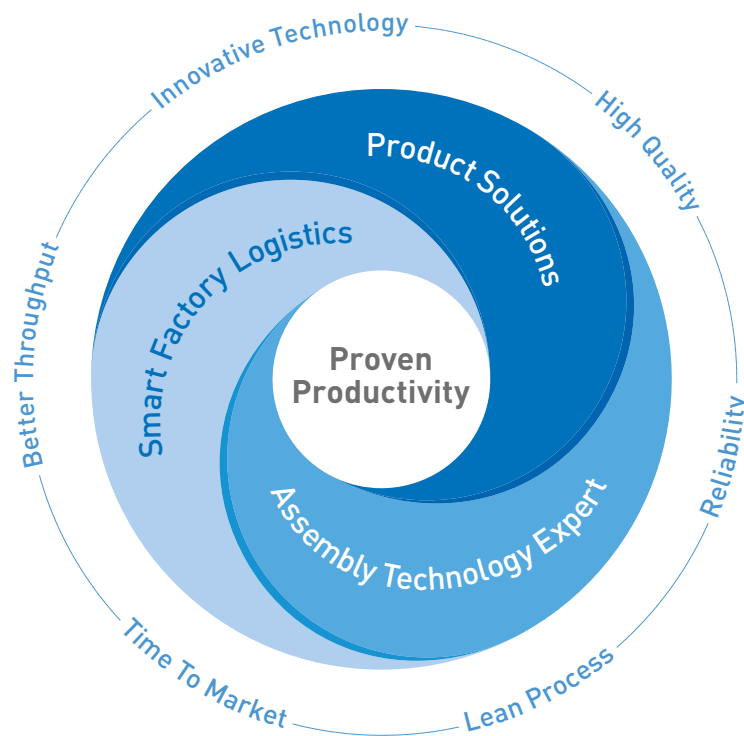 Innovative Technology
High Quality
Reliability
Lean Process
Time To Market
Better Throughput
Product Solutions
Smart Factory Logistics
Assembly Technology Expert
Proven
Productivity